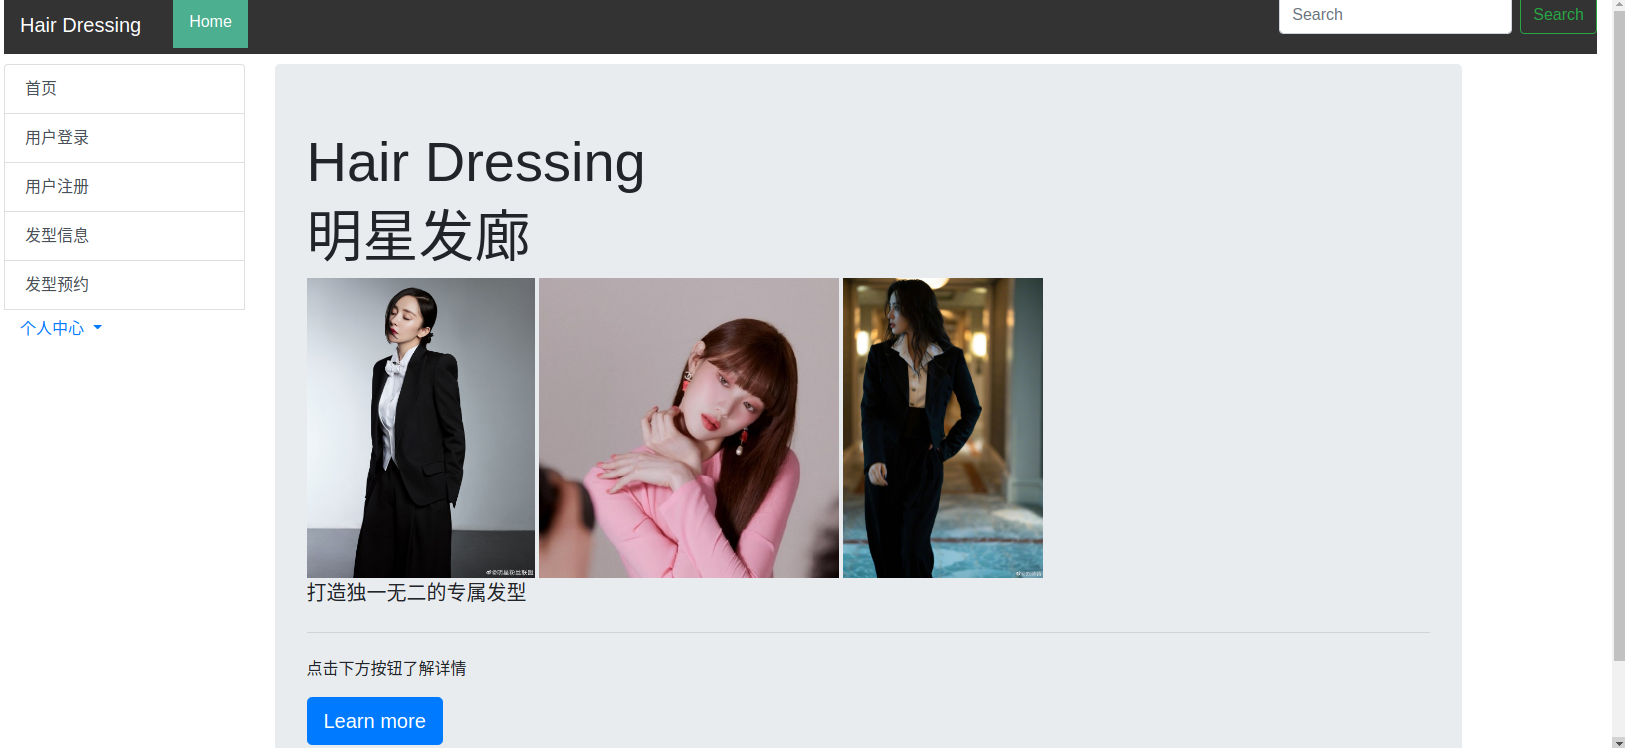 Hair Dressing
Home
Search
Search
首页
用户登录
用户注册
发型信息
发型预约
个人中心
Hair Dressing
明星发廊
打造独一无二的专属发型
点击下方按钮了解详情
Learn more